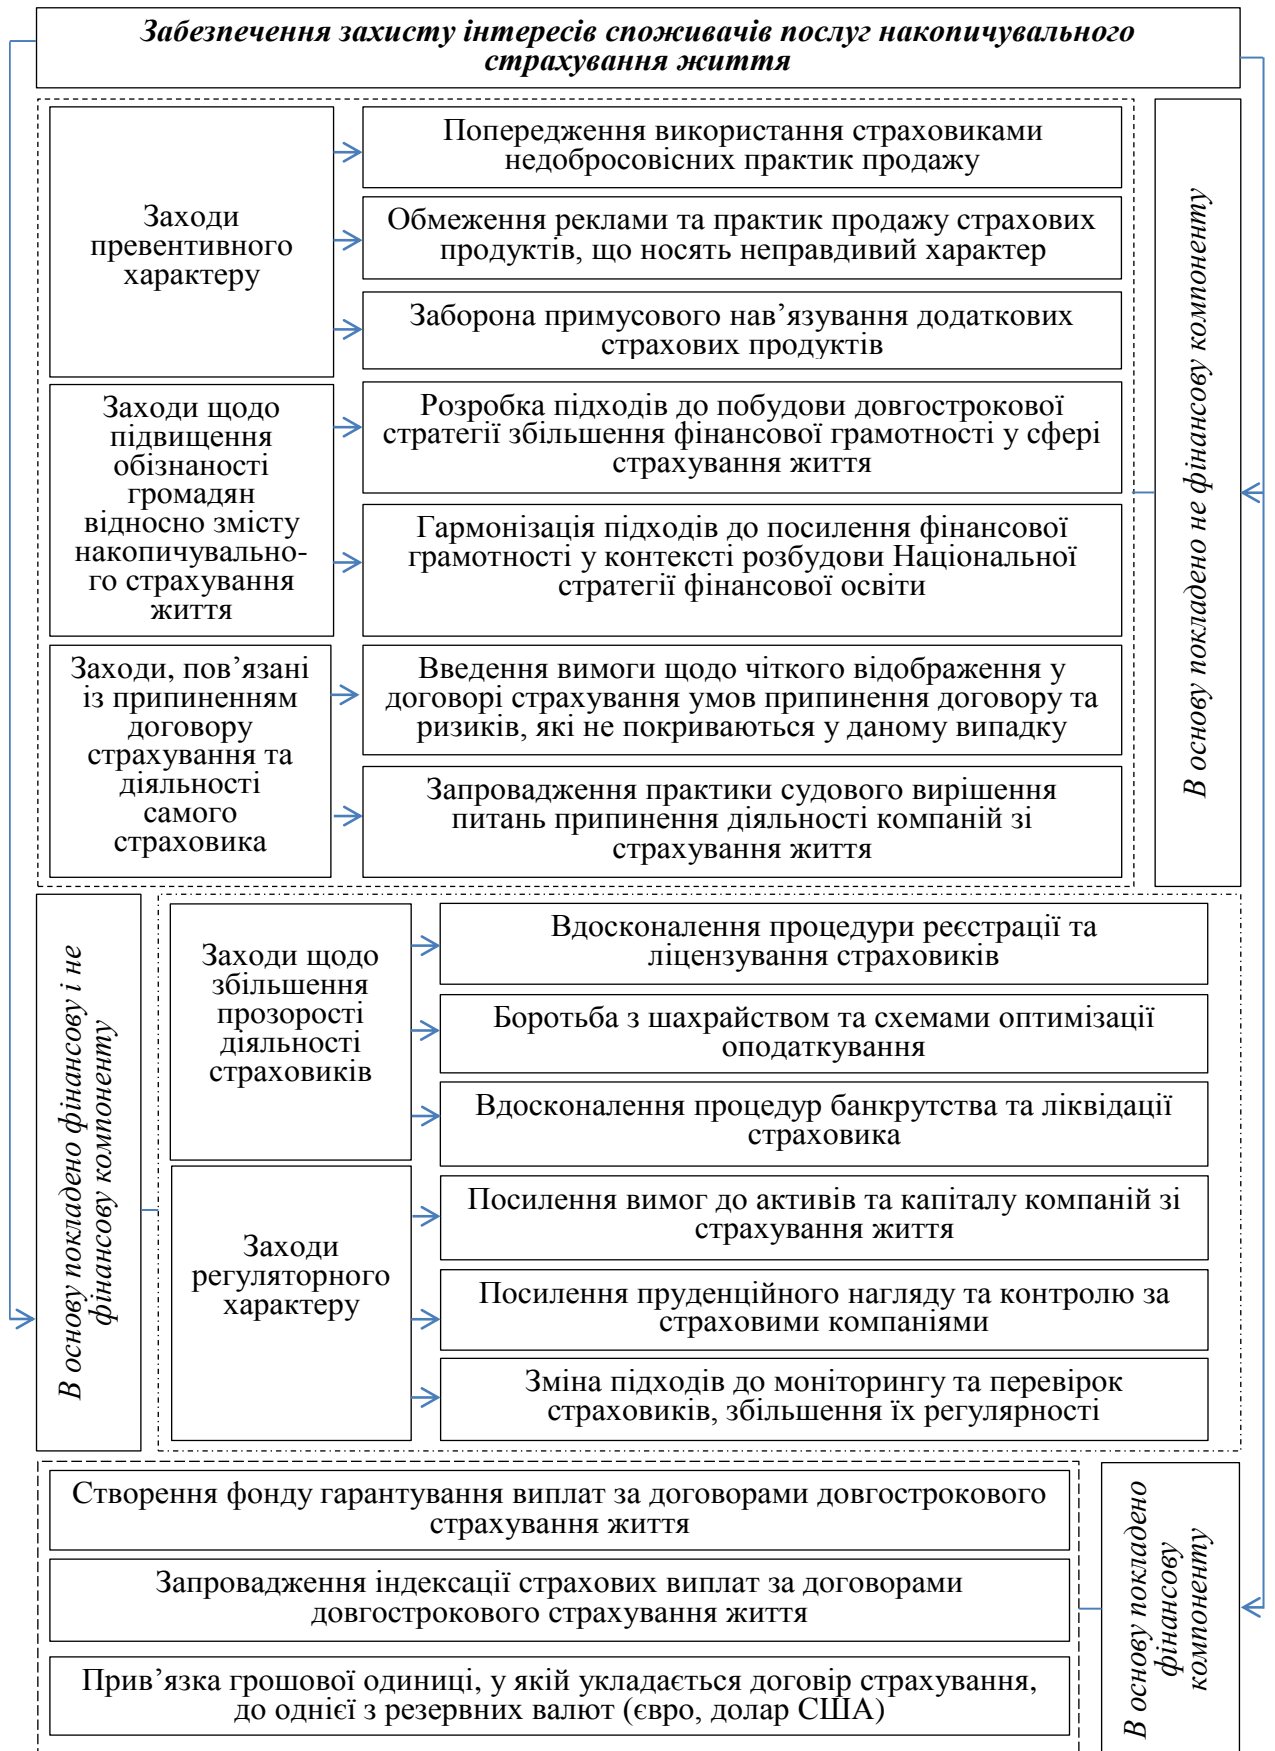 Забезпечення захисту інтересів споживачів послуг накопичувального
страхування життя
Заходи
превентивного
характеру
Попередження використання страховиками
недобросовісних практик продажу
Обмеження реклами та практик продажу страхових
продуктів, що носять неправдивий характер
Заборона примусового нав’язування додаткових
страхових продуктів
Заходи щодо
підвищення
обізнаності
громадян
відносно змісту
накопичувально-
го страхування
життя
Розробка підходів до побудови довгострокової
стратегії збільшення фінансової грамотності у сфері
страхування життя
Гармонізація підходів до посилення фінансової
грамотності у контексті розбудови Національної
стратегії фінансової освіти
Заходи, пов’язані
із припиненням
договору
страхування та
діяльності
самого
страховика
Введення вимоги щодо чіткого відображення у
договорі страхування умов припинення договору та
ризиків, які не покриваються у даному випадку
Запровадження практики судового вирішення
питань припинення діяльності компаній зі
страхування життя
В основу покладено не фінансову компоненту
В основу покладено фінансову і не
фінансову компоненту
Заходи щодо
збільшення
прозорості
діяльності
страховиків
Вдосконалення процедури реєстрації та
ліцензування страховиків
Боротьба з шахрайством та схемами оптимізації
оподаткування
Вдосконалення процедур банкрутства та ліквідації
страховика
Заходи
регуляторного
характеру
Посилення вимог до активів та капіталу компаній зі
страхування життя
Посилення пруденційного нагляду та контролю за
страховими компаніями
Зміна підходів до моніторингу та перевірок
страховиків, збільшення їх регулярності
Створення фонду гарантування виплат за договорами довгострокового
страхування життя
Запровадження індексації страхових виплат за договорами
довгострокового страхування життя
Прив’язка грошової одиниці, у якій укладається договір страхування,
до однієї з резервних валют (євро, долар США)
В основу покладено
фінансову
компоненту